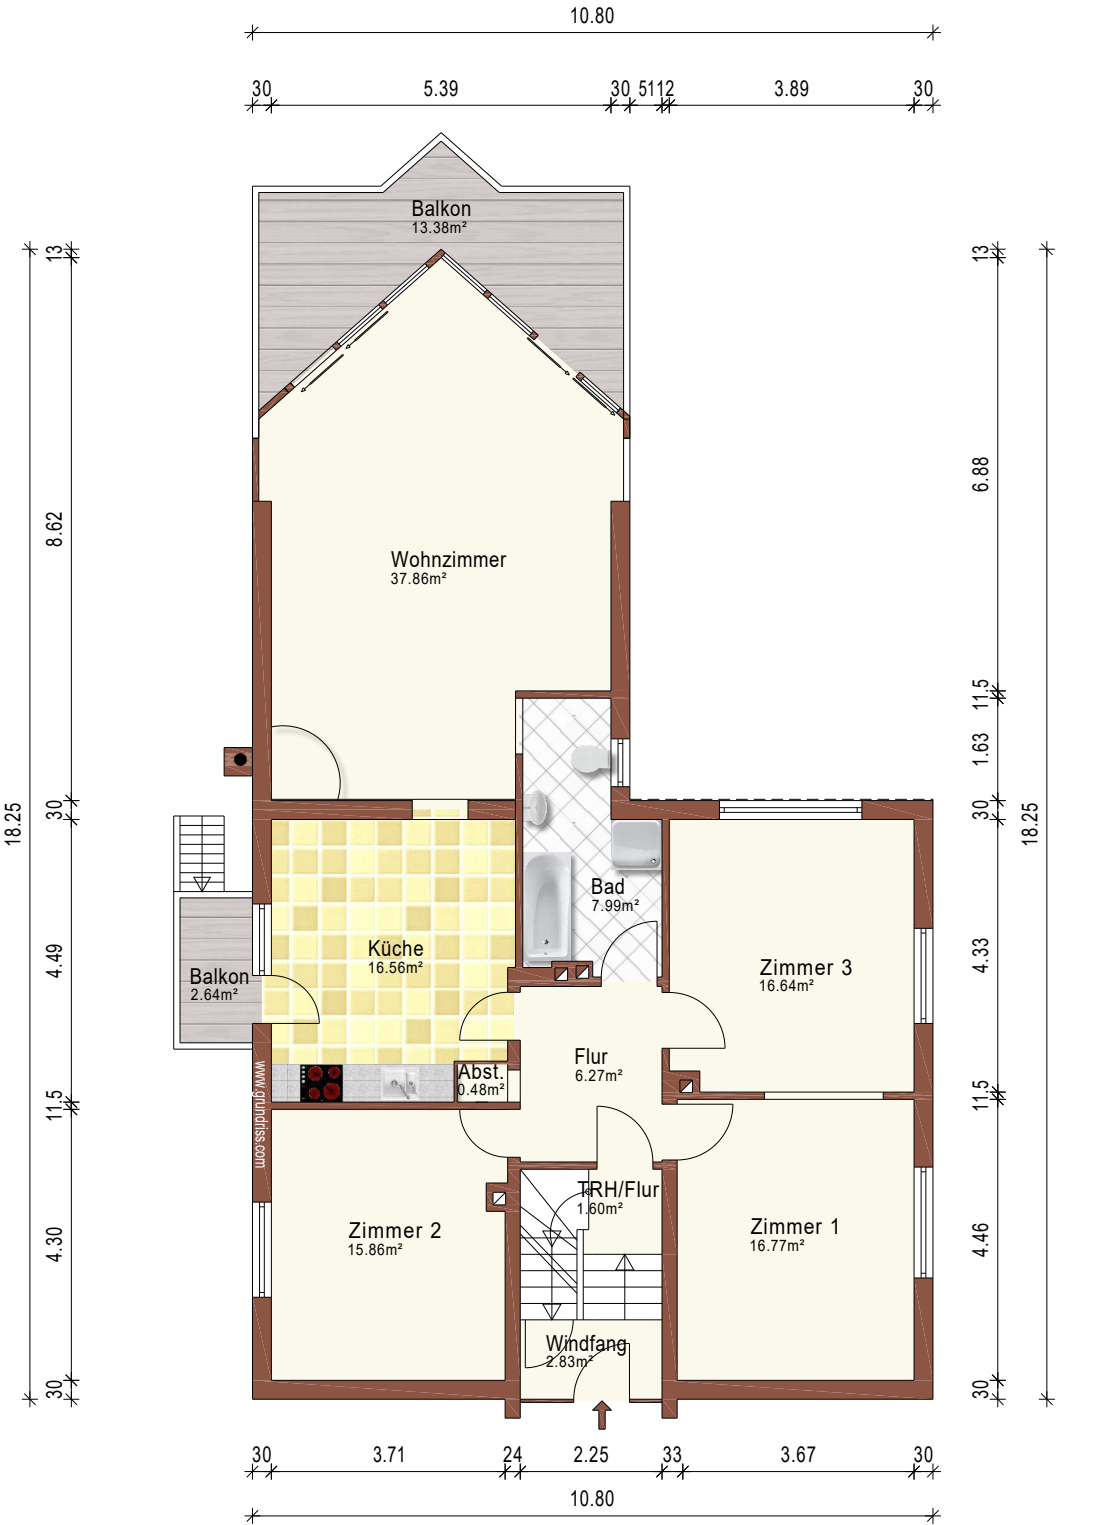 10.80
30 5.39 30 51 12 3.89 30
Balkon
13.38m²
13
8.62
30
4.49
11.5
4.30
30
18.25
13
6.88
11.5
1.63
30
4.33
11.5
4.46
30
18.25
Wohnzimmer
37.86m²
Bad
7.99m²
Küche
16.56m²
Balkon
2.64m²
Zimmer 3
16.64m²
Flur
6.27m²
Abst.
0.48m²
www.grundriss.com
TRH/Flur
1.60m²
Zimmer 2
15.86m²
Zimmer 1
16.77m²
Windfang
2.83m²
30 3.71 24 2.25 33 3.67 30
10.80